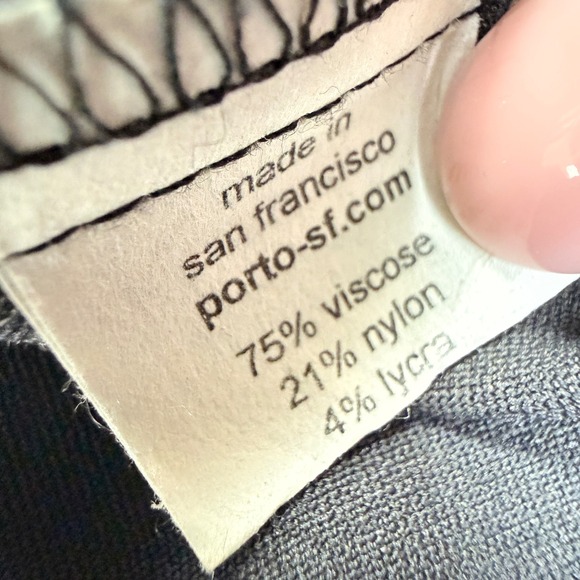 made in
san francisco
porto-sf.com
75% viscose
21% nylon
4% lycra